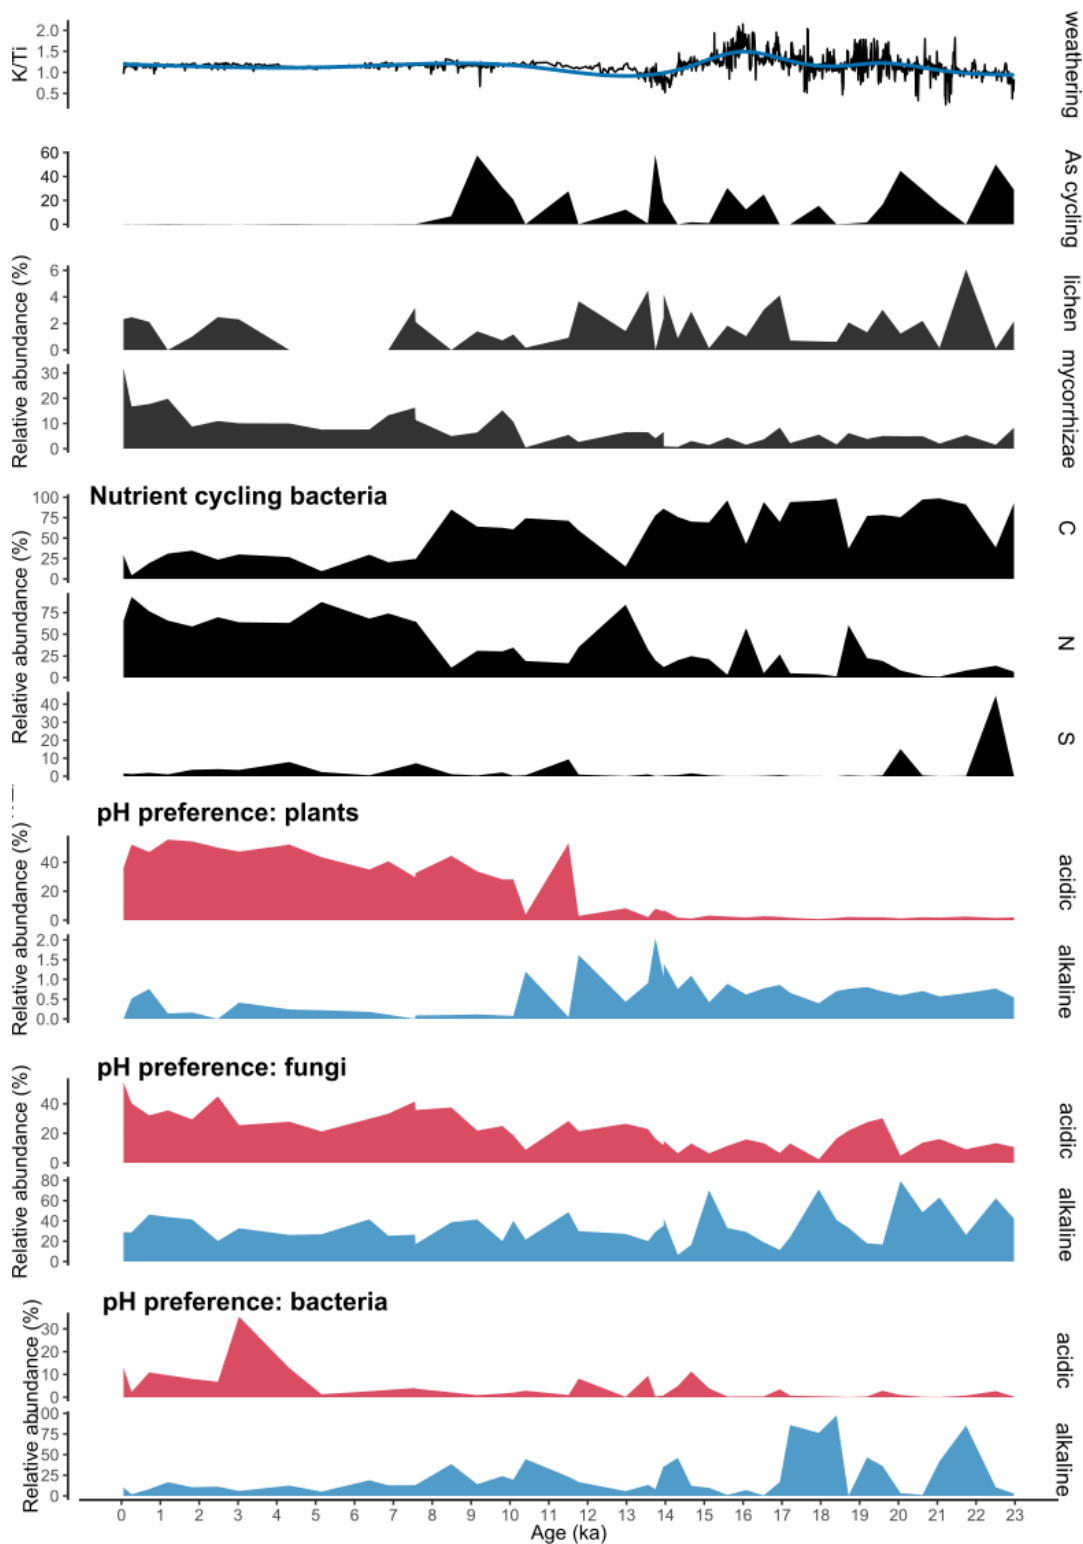 K/Ti
2.0
1.5
1.0
0.5
weathering
60
40
20
0
As cycling
Relative abundance (%)
6
4
2
0
lichen
30
20
10
0
mycorrhizae
Nutrient cycling bacteria
Relative abundance (%)
100
75
50
25
0
C
75
50
25
0
N
40
30
20
10
0
S
pH preference: plants
Relative abundance (%)
40
20
0
acidic
2.0
1.5
1.0
0.5
0.0
alkaline
pH preference: fungi
Relative abundance (%)
40
20
0
acidic
80
60
40
20
0
alkaline
pH preference: bacteria
Relative abundance (%)
30
20
10
0
acidic
00
75
50
25
0
alkaline
0 1 2 3 4 5 6 7 8 9 10 11 12 13 14 15 16 17 18 19 20 21 22 23
Age (ka)